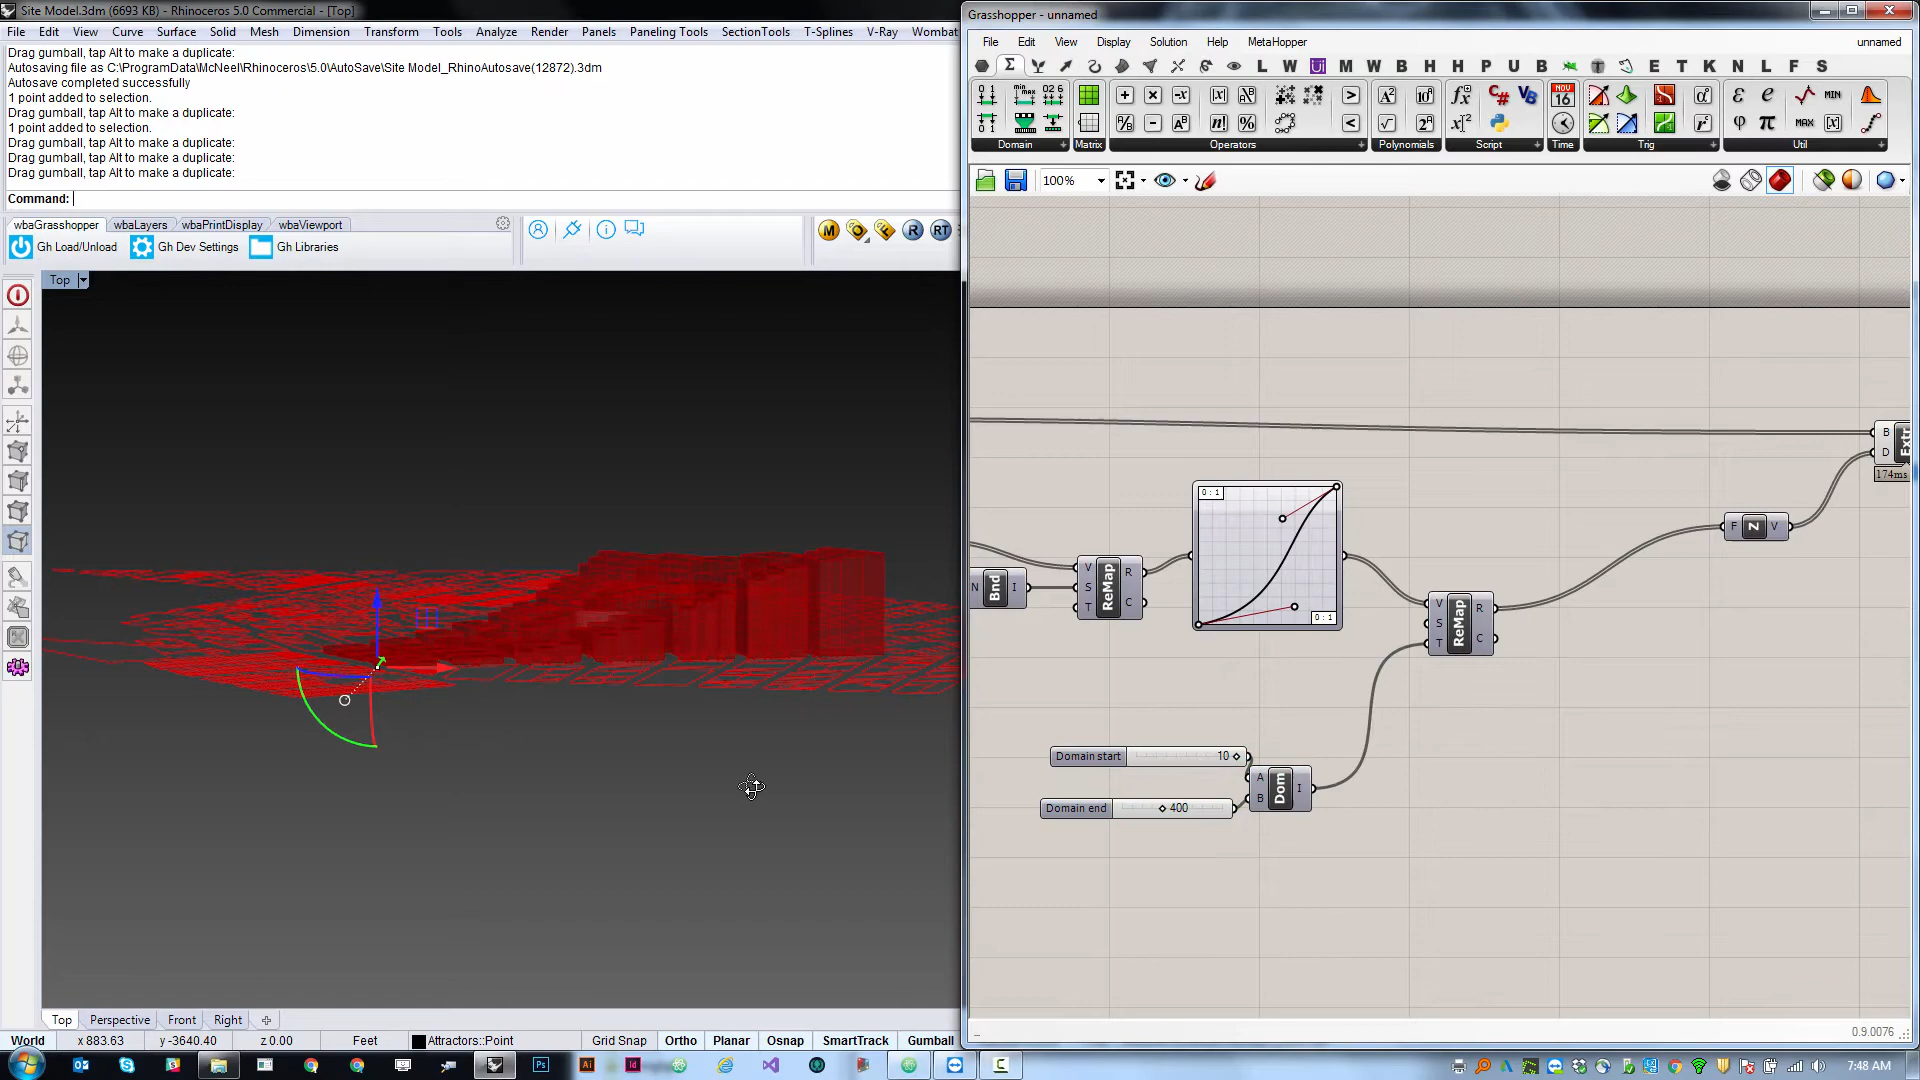 Site Model.3dm (6693 KB) - Rhinoceros 5.0 Commercial - [Top]
File Edit View Curve Surface Solid Mesh Dimension Transform Tools Analyze Render Panels Paneling Tools SectionTools T-Splines V-Ray Wombat
Drag gumball, tap Alt to make a duplicate:
Autosaving file as C:\ProgramData\McNeel\Rhinoceros\5.0\AutoSave\Site Model_RhinoAutosave(12872).3dm
Autosave completed successfully
1 point added to selection.
Drag gumball, tap Alt to make a duplicate:
1 point added to selection.
Drag gumball, tap Alt to make a duplicate:
Drag gumball, tap Alt to make a duplicate:
Drag gumball, tap Alt to make a duplicate:
Command:
wbaGrasshopper wbaLayers wbaPrintDisplay wbaViewport
Gh Load/Unload Gh Dev Settings Gh Libraries
M R RT
Top
Top Perspective Front Right
World x 883.63 y -3640.40 z 0.00 Feet Attractors::Point Grid Snap Ortho Planar Osnap SmartTrack Gumball
Grasshopper - unnamed
File Edit View Display Solution Help MetaHopper unnamed
L W M W B H H P U B E T K N L F S
Domain Matrix Operators Polynomials Script Time Trig Util
100%
B
D
174ms
0 : 1
0 : 1
F N V
N Bnd I
V S T ReMap R C
V S T ReMap R C
Domain start 10
Domain end 400
A B Dom I
0.9.0076
7:48 AM